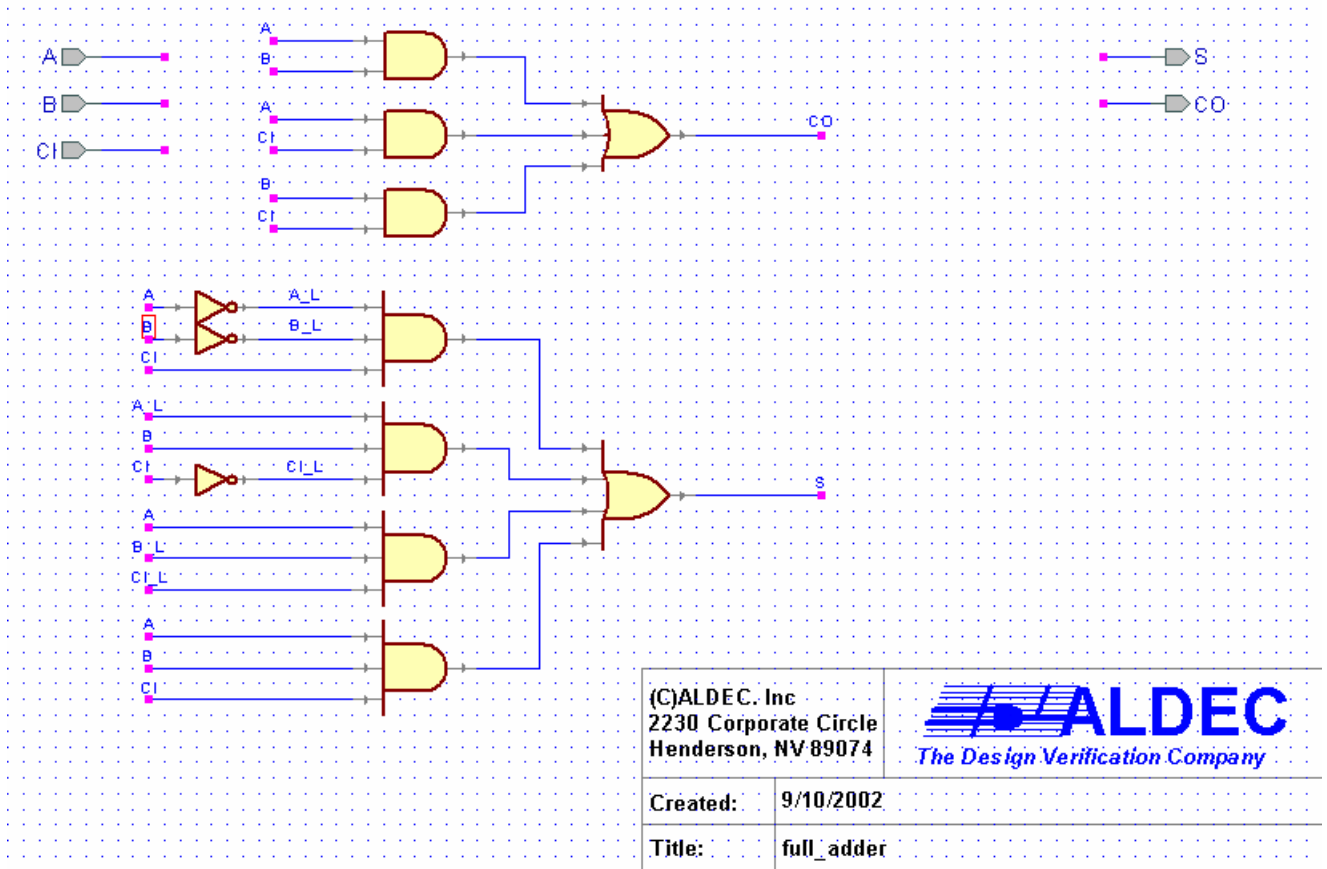 A
B
CI
A
B
A
CI
B
CI
CO
S
CO
A
B
CI
A_L
B_L
A_L
B
CI
CI_L
A
B_L
CI_L
A
B
CI
S
(C)ALDEC. Inc
2230 Corporate Circle
Henderson, NV 89074
ALDEC
The Design Verification Company
Created: 9/10/2002
Title: full_adder